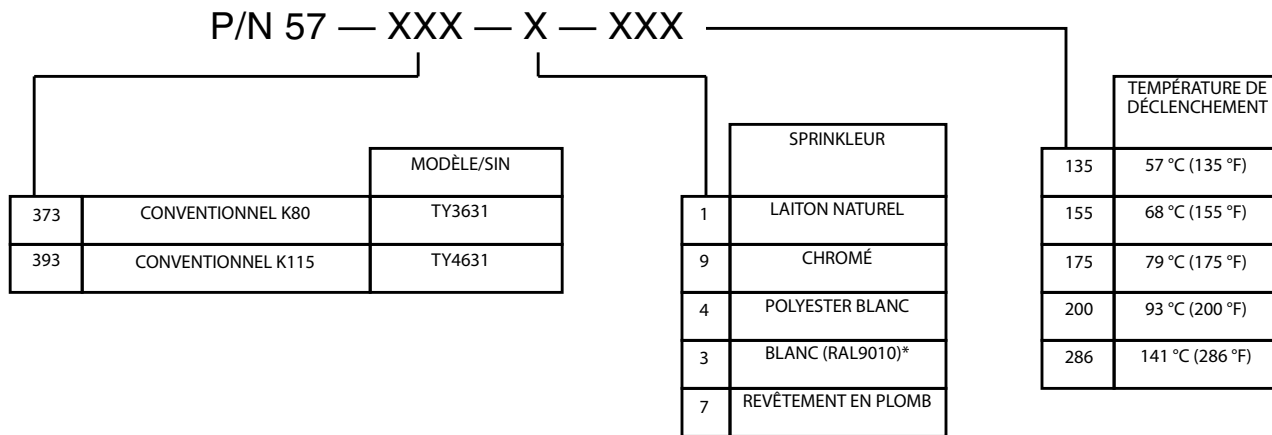 P/N 57 — XXX — X — XXX
MODÈLE/SIN
373 CONVENTIONNEL K80 TY3631
393 CONVENTIONNEL K115 TY4631
SPRINKLEUR
1 LAITON NATUREL
9 CHROMÉ
4 POLYESTER BLANC
3 BLANC (RAL9010)*
7 REVÊTEMENT EN PLOMB
TEMPÉRATURE DE
DÉCLENCHEMENT
135 57 °C (135 °F)
155 68 °C (155 °F)
175 79 °C (175 °F)
200 93 °C (200 °F)
286 141 °C (286 °F)